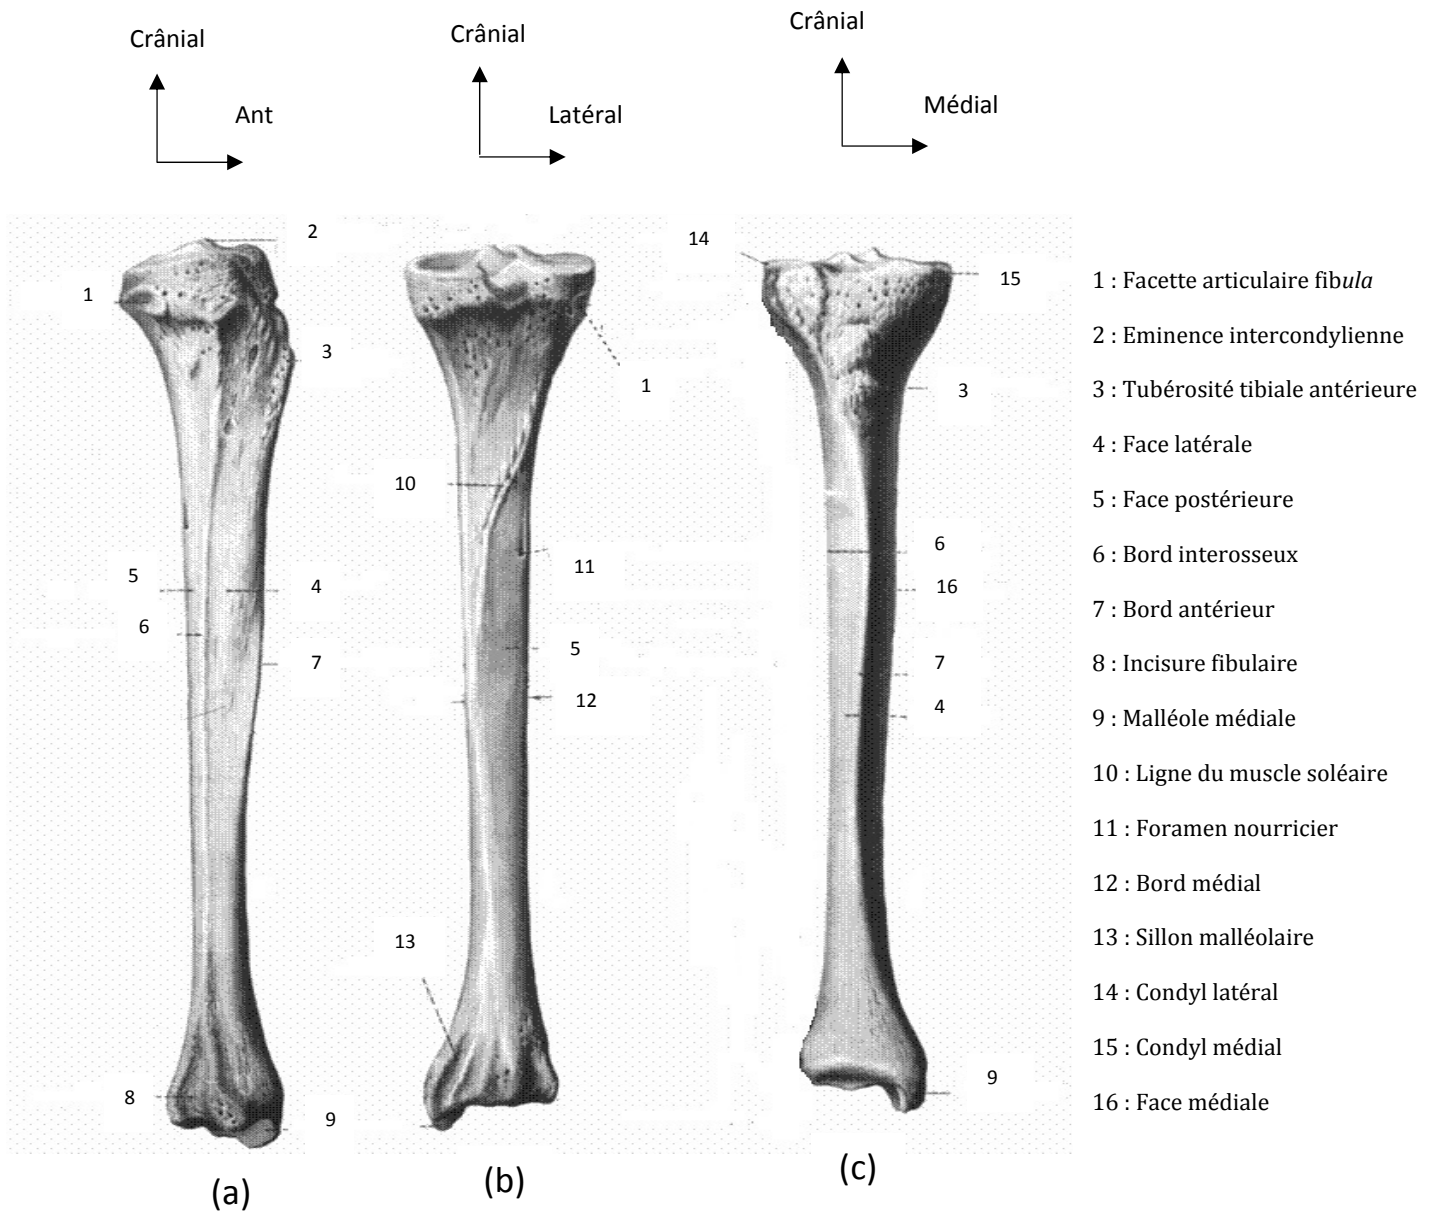 Crânial
Ant
Crânial
Latéral
Crânial
Médial
2
1
3
5
4
6
7
8
9
(a)
1
10
11
5
12
13
(b)
14
15
3
6
16
7
4
9
(c)
1 : Facette articulaire fibula
2 : Eminence intercondylienne
3 : Tubérosité tibiale antérieure
4 : Face latérale
5 : Face postérieure
6 : Bord interosseux
7 : Bord antérieur
8 : Incisure fibulaire
9 : Malléole médiale
10 : Ligne du muscle soléaire
11 : Foramen nourricier
12 : Bord médial
13 : Sillon malléolaire
14 : Condyl latéral
15 : Condyl médial
16 : Face médiale